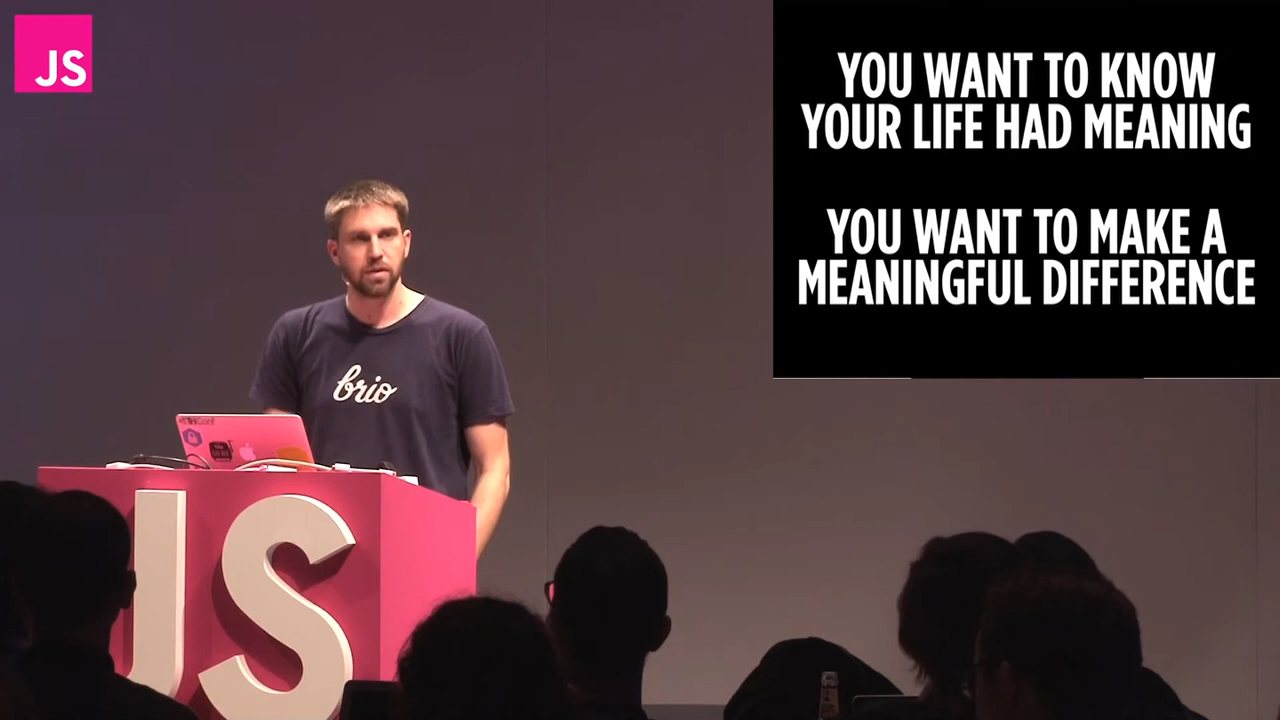 JS
YOU WANT TO KNOW
YOUR LIFE HAD MEANING
YOU WANT TO MAKE A
MEANINGFUL DIFFERENCE
brio
JS